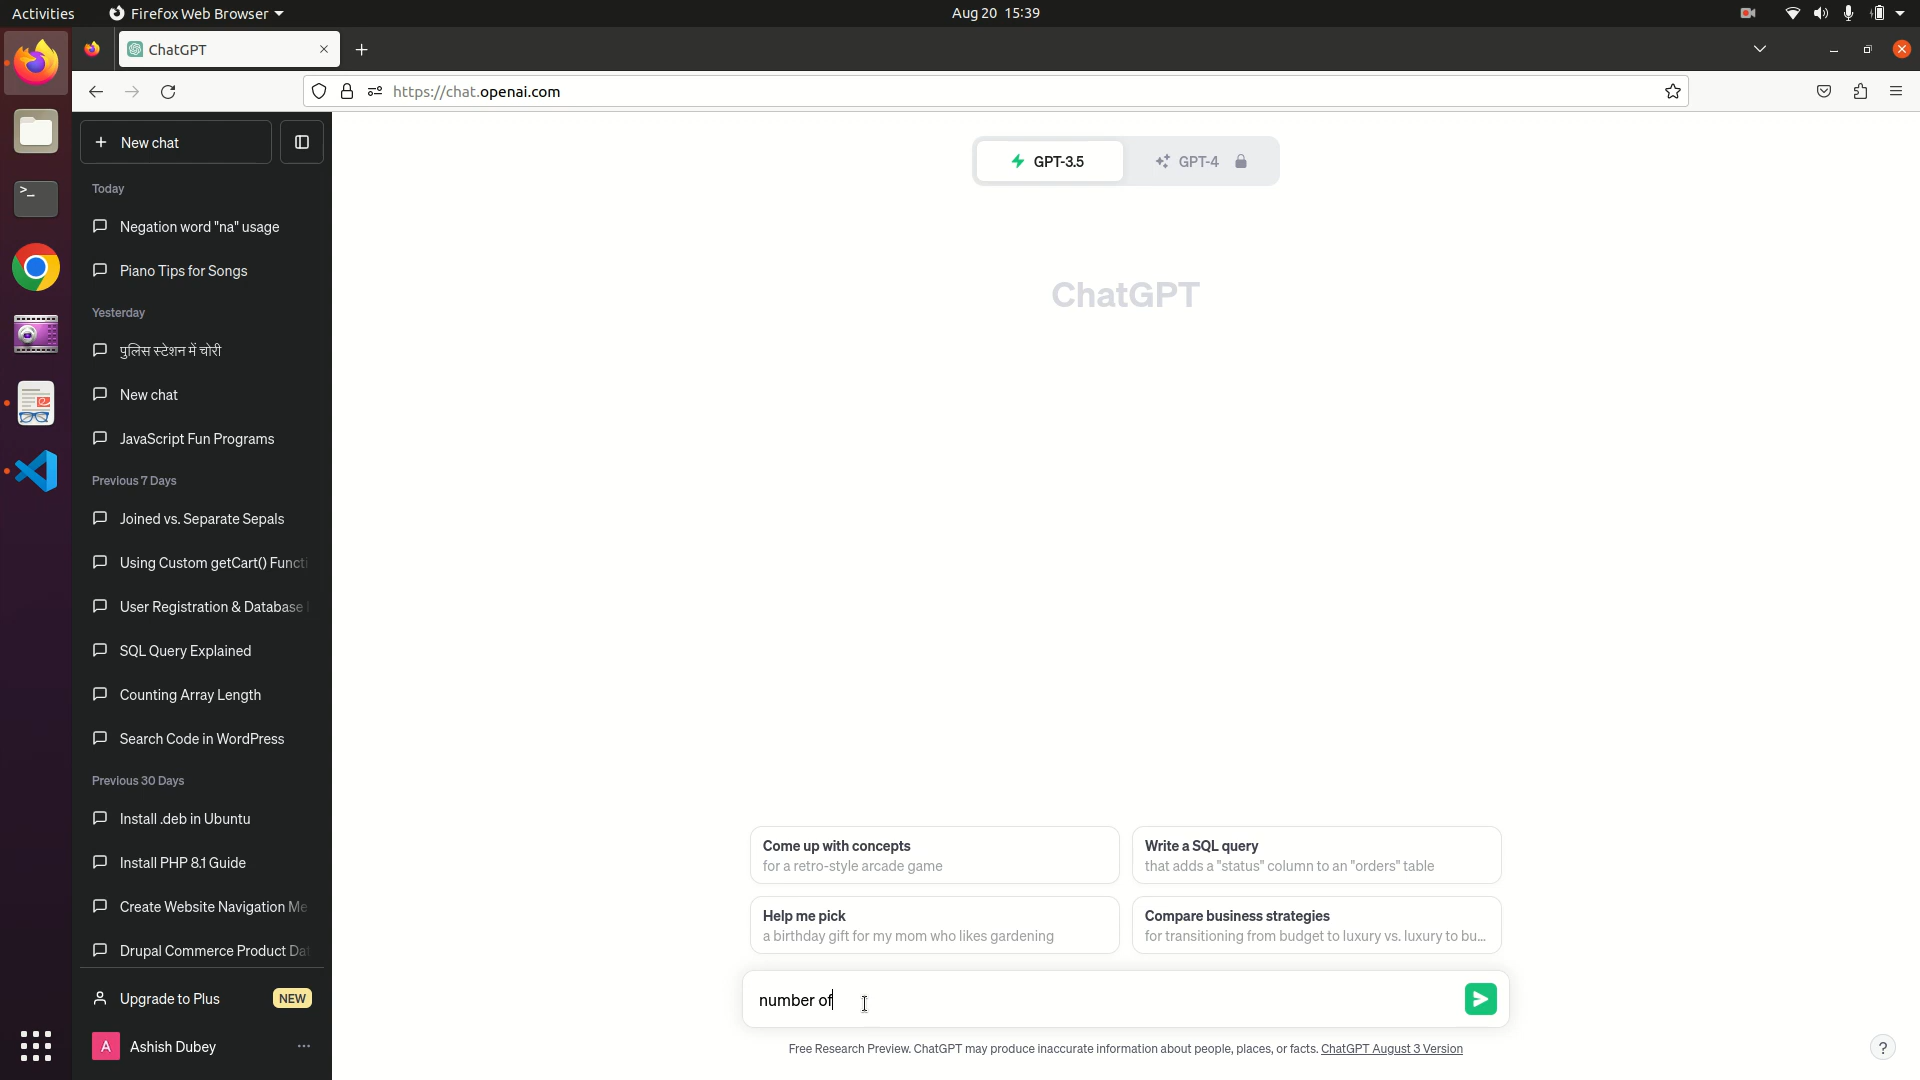 Activities Firefox Web Browser Aug 20 15:39
ChatGPT
https://chat.openai.com
New chat
GPT-3.5 GPT-4
Today
Negation word "na" usage
Piano Tips for Songs
ChatGPT
Yesterday
पुलिस स्टेशन में चोरी
New chat
JavaScript Fun Programs
Previous 7 Days
Joined vs. Separate Sepals
Using Custom getCart() Functi
User Registration & Database
SQL Query Explained
Counting Array Length
Search Code in WordPress
Previous 30 Days
Install .deb in Ubuntu
Install PHP 8.1 Guide
Create Website Navigation Me
Drupal Commerce Product Da
Upgrade to Plus NEW
A Ashish Dubey
Come up with concepts
for a retro-style arcade game
Write a SQL query
that adds a "status" column to an "orders" table
Help me pick
a birthday gift for my mom who likes gardening
Compare business strategies
for transitioning from budget to luxury vs. luxury to bu...
number of
Free Research Preview. ChatGPT may produce inaccurate information about people, places, or facts. ChatGPT August 3 Version
?